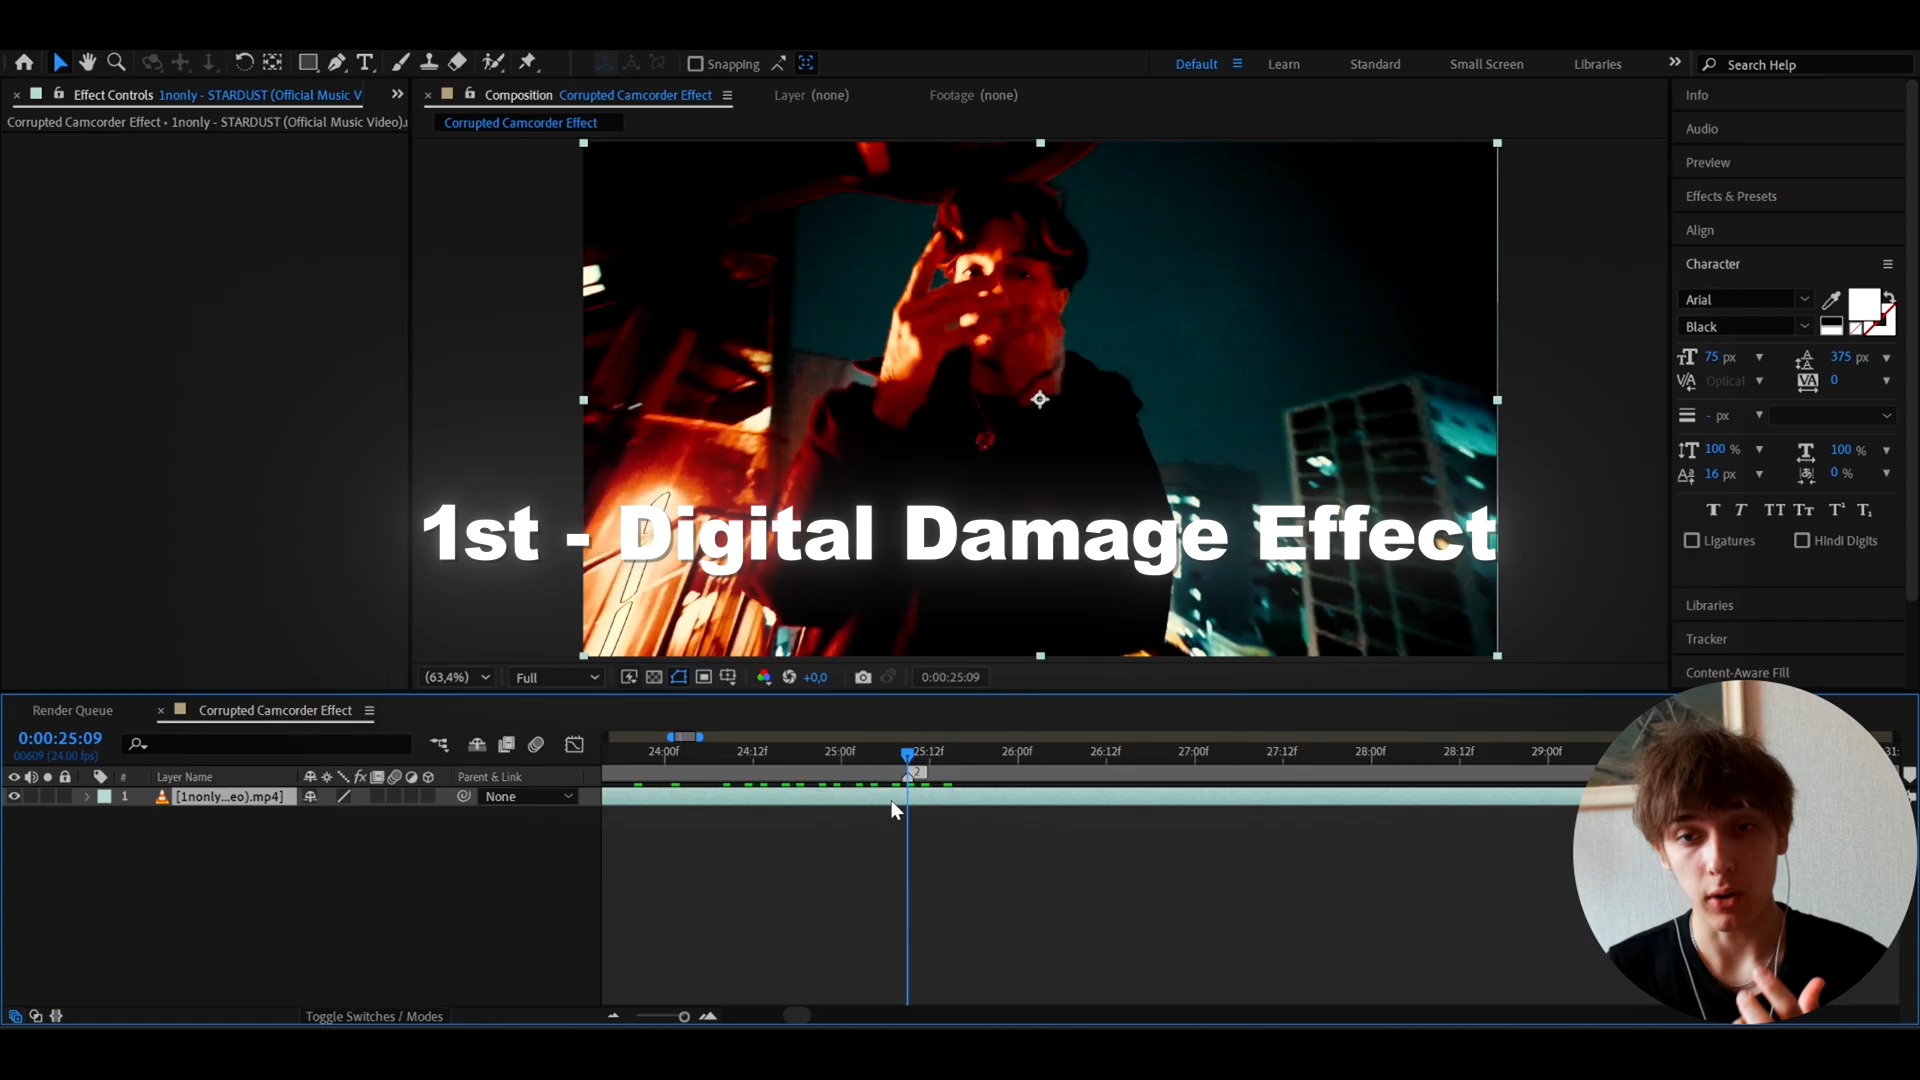 Snapping
Default
Learn
Standard
Small Screen
Libraries
Search Help
Effect Controls 1nonly - STARDUST (Official Music V
Corrupted Camcorder Effect • 1nonly - STARDUST (Official Music Video).
Composition Corrupted Camcorder Effect
Layer (none)
Footage (none)
Corrupted Camcorder Effect
Info
Audio
Preview
Effects & Presets
Align
Character
Arial
Black
75 px
375 px
Optical
0
- px
100 %
100 %
16 px
0 %
Ligatures
Hindi Digits
Libraries
Tracker
Content-Aware Fill
1st - Digital Damage Effect
(63,4%)
Full
+0,0
0:00:25:09
Render Queue
Corrupted Camcorder Effect
0:00:25:09
00609 (24.00 fps)
# Layer Name
Parent & Link
1 [1nonly...eo).mp4]
None
24:00f 24:12f 25:00f 25:12f 26:00f 26:12f 27:00f 27:12f 28:00f 28:12f 29:00f
2
Toggle Switches / Modes